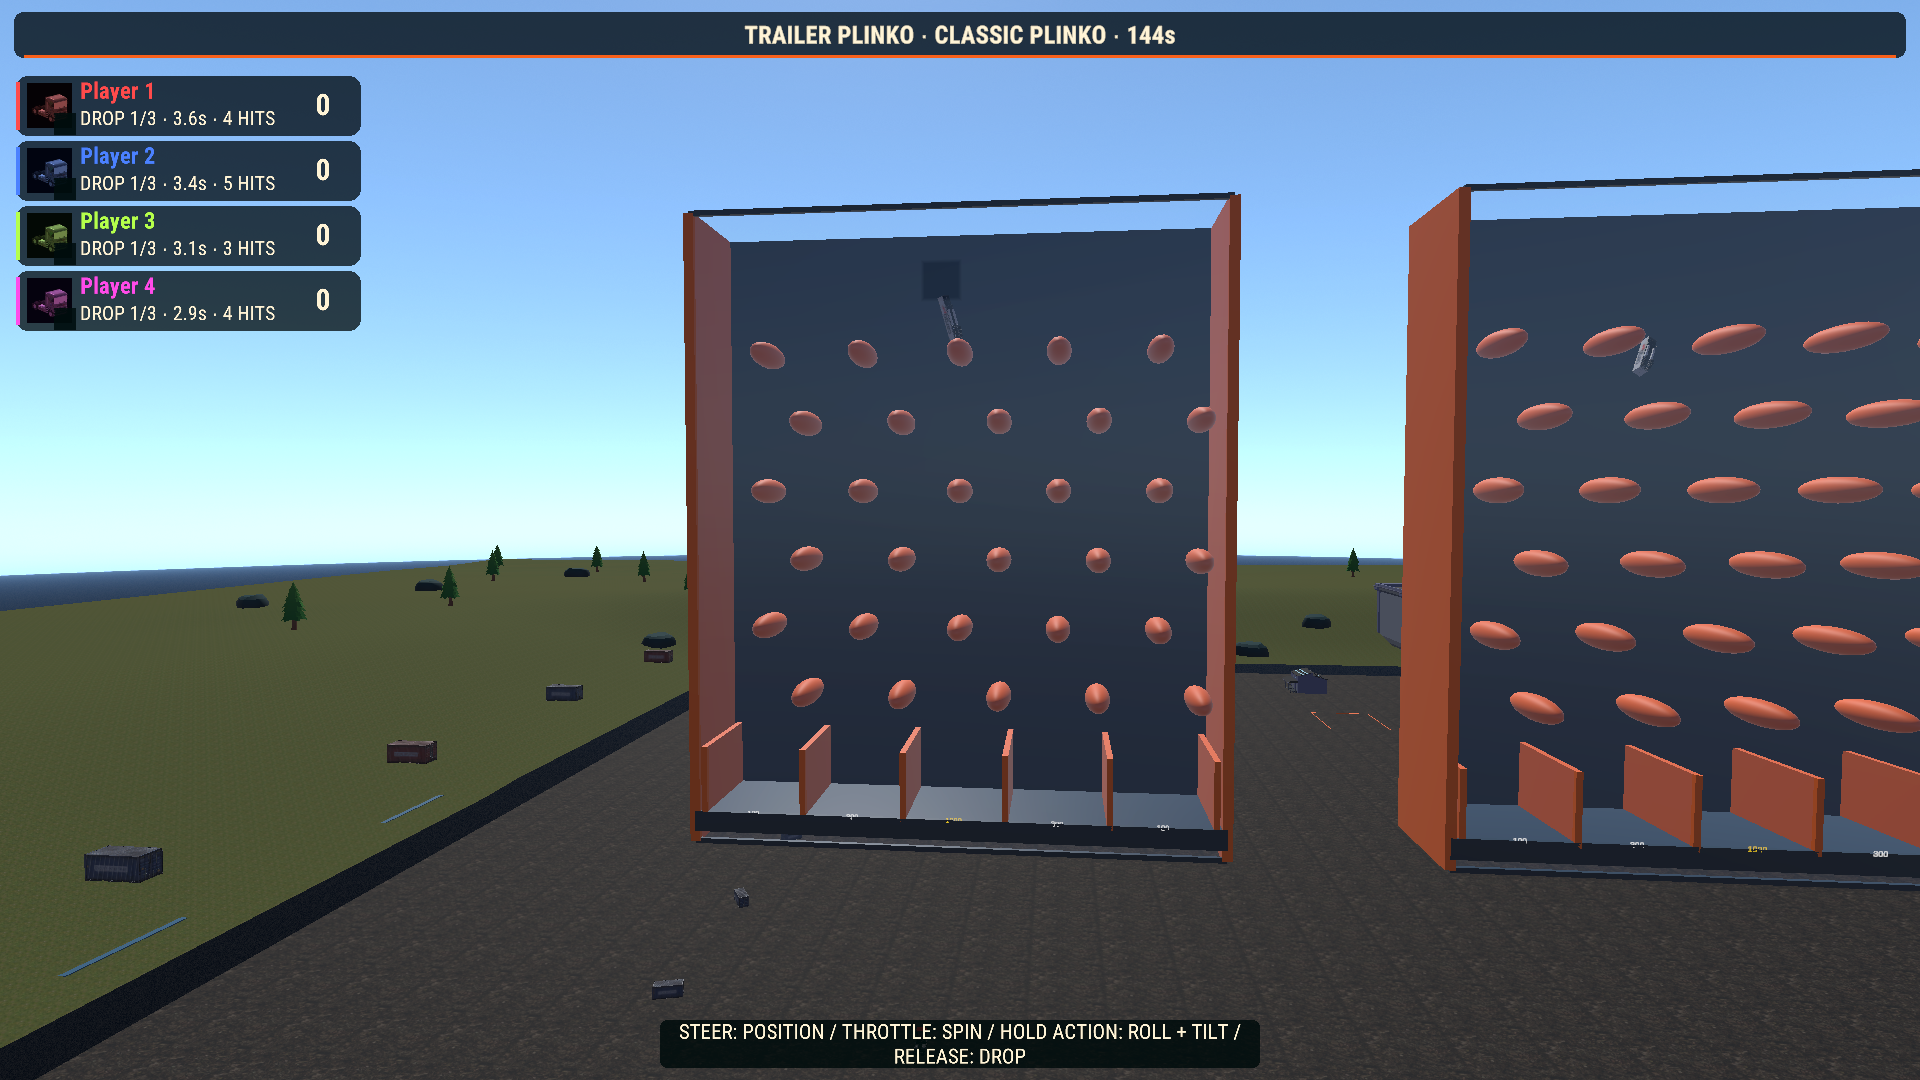 TRAILER PLINKO · CLASSIC PLINKO · 144s
Player 1
DROP 1/3 · 3.6s · 4 HITS
0
Player 2
DROP 1/3 · 3.4s · 5 HITS
0
Player 3
DROP 1/3 · 3.1s · 3 HITS
0
Player 4
DROP 1/3 · 2.9s · 4 HITS
0
300
STEER: POSITION / THROTTLE: SPIN / HOLD ACTION: ROLL + TILT /
RELEASE: DROP